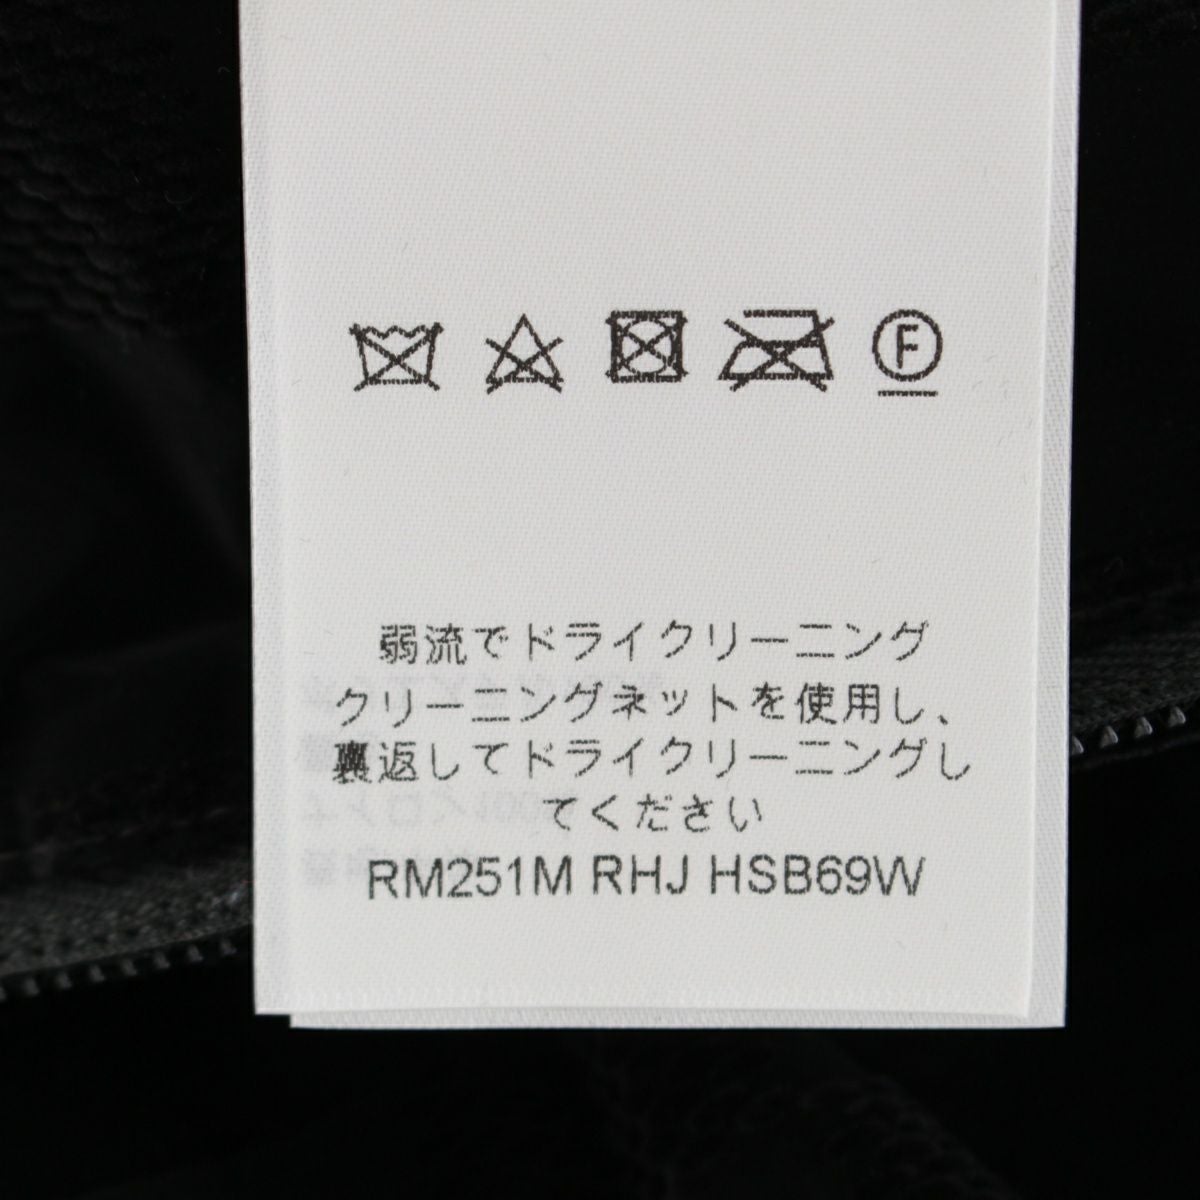 F
弱流でドライクリーニング
クリーニングネットを使用し、
裏返してドライクリーニングし
てください
RM251M RHJ HSB69W